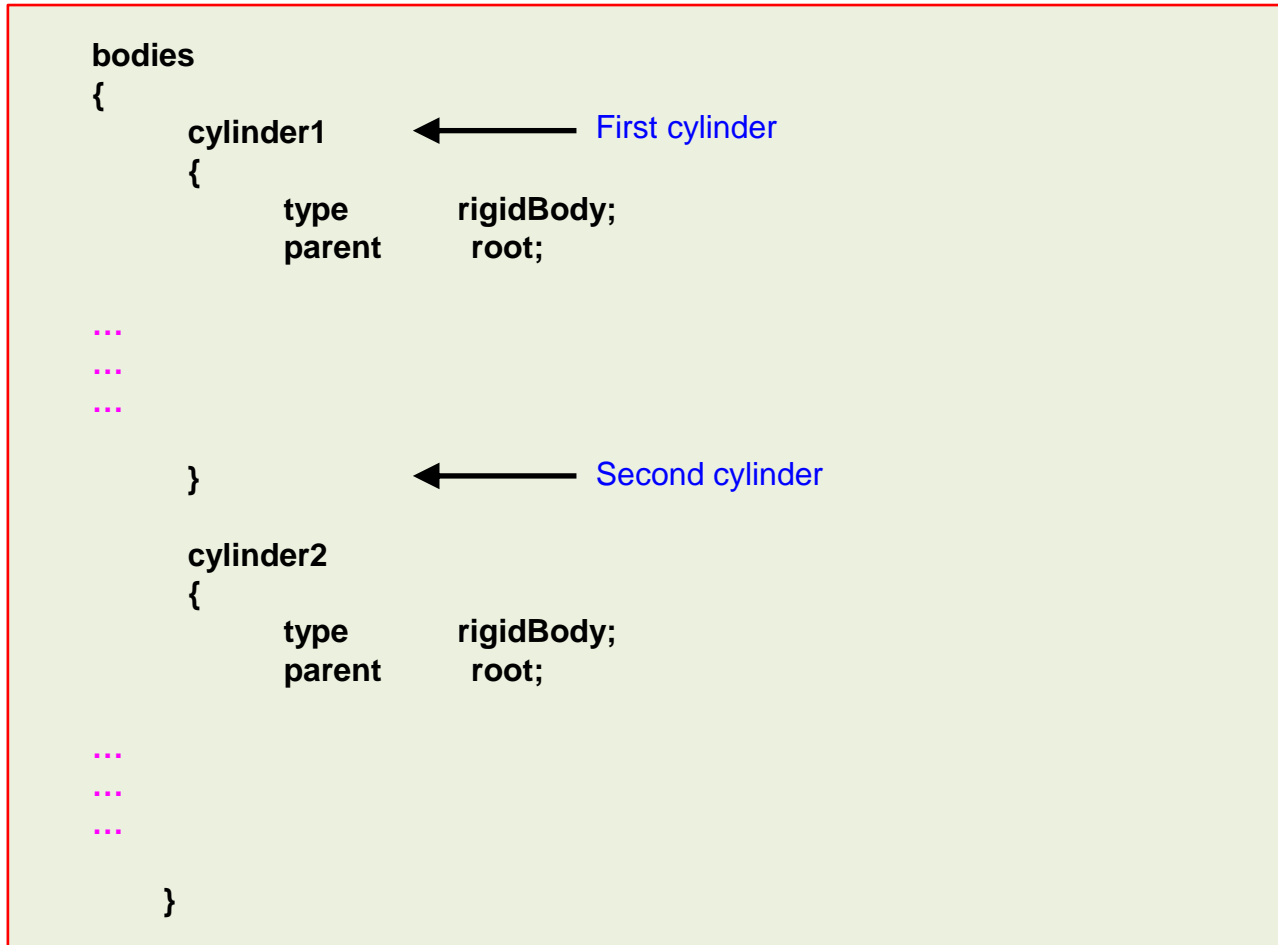 bodies
{
cylinder1 First cylinder
{
type rigidBody;
parent root;
…
…
…
} Second cylinder
cylinder2
{
type rigidBody;
parent root;
…
…
…
}